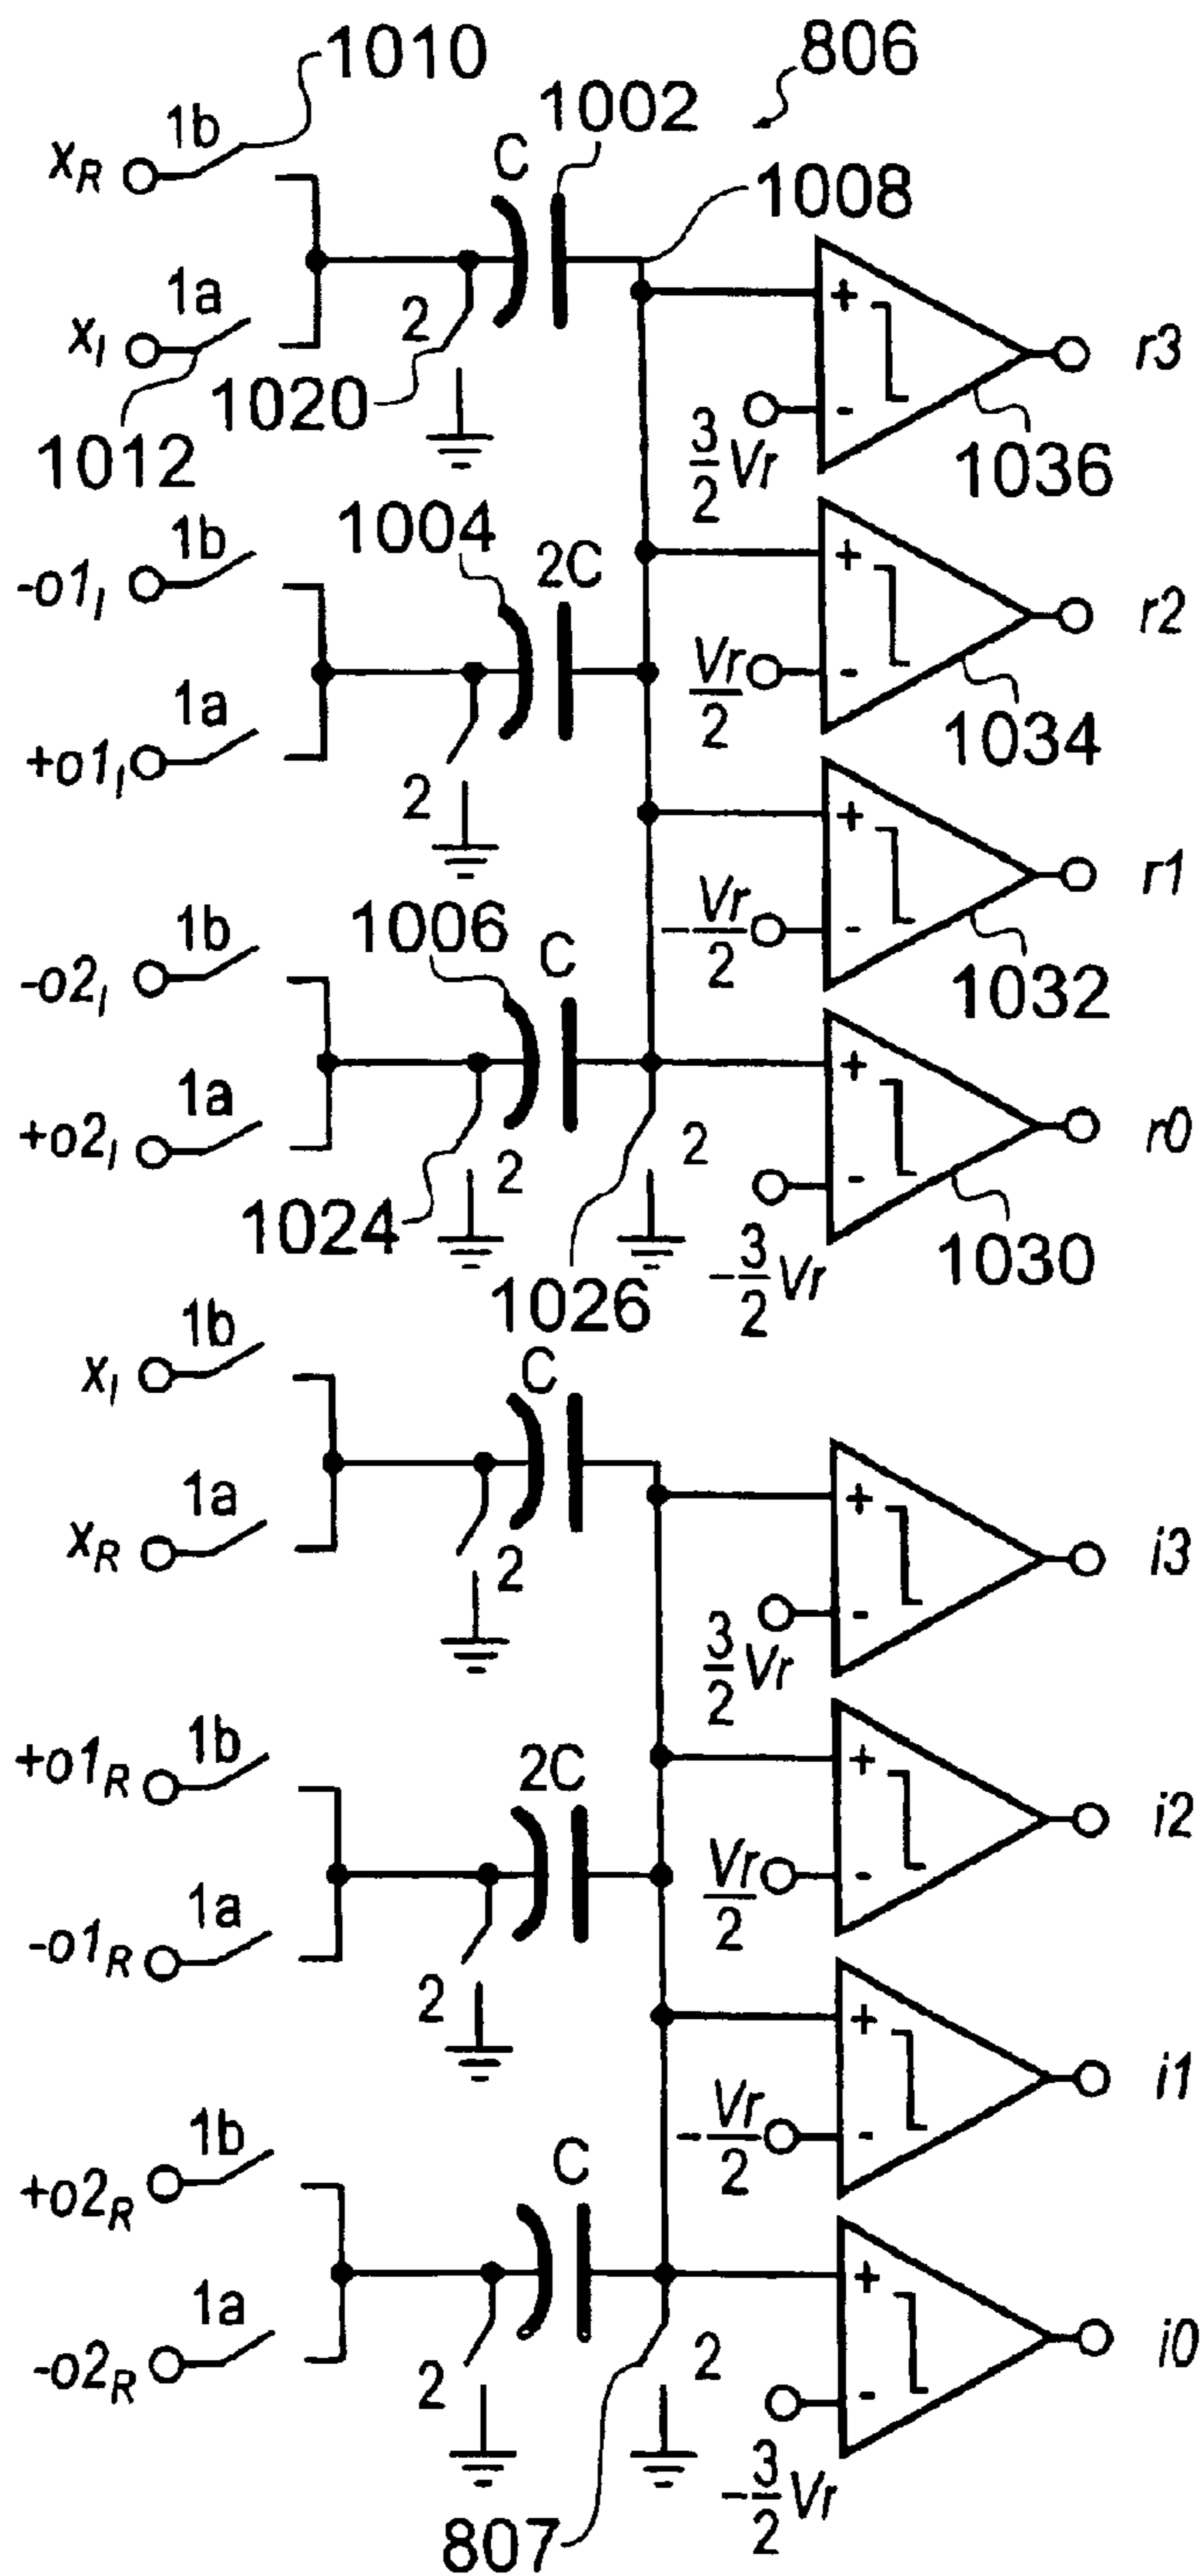 1010
806
1b
1002
x_R
C
1008
1a
+
x_I
2
r3
1020
3/2 Vr
-
1012
1036
1004
1b
2C
+
-o1_I
r2
1a
Vr/2
-
+o1_I
1034
2
+
1006
r1
1b
C
-Vr/2
-
-o2_I
1032
1a
+
+o2_I
2
2
r0
1024
-
1026
-3/2 Vr
1030
1b
x_I
C
1a
+
x_R
2
i3
3/2 Vr
-
1b
2C
+
+o1_R
i2
1a
Vr/2
-
-o1_R
2
+
i1
1b
C
-Vr/2
-
+o2_R
1a
+
-o2_R
2
2
i0
-
-3/2 Vr
807